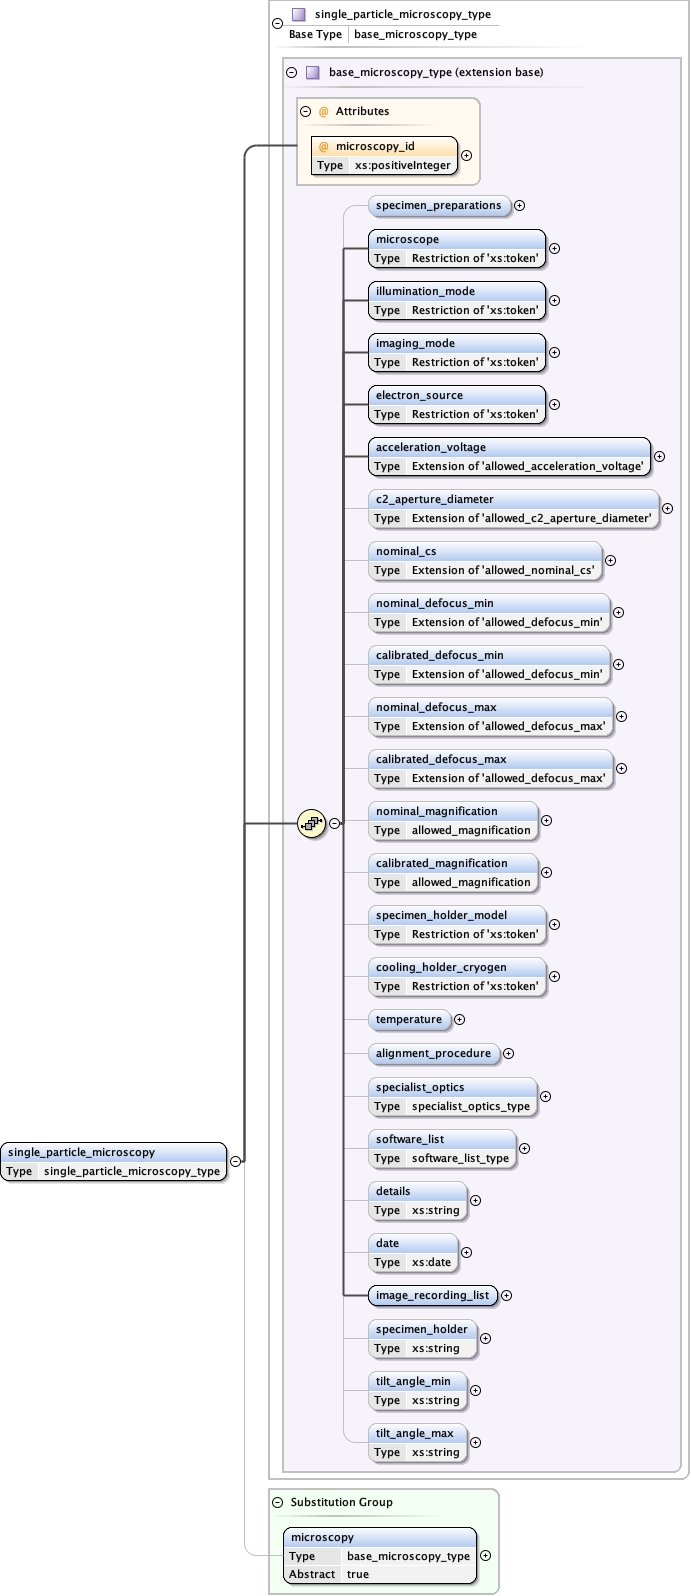 single_particle_microscopy_type
Base Type base_microscopy_type
base_microscopy_type (extension base)
@ Attributes
@ microscopy_id
Type xs:positiveInteger
specimen_preparations
microscope
Type Restriction of 'xs:token'
illumination_mode
Type Restriction of 'xs:token'
imaging_mode
Type Restriction of 'xs:token'
electron_source
Type Restriction of 'xs:token'
acceleration_voltage
Type Extension of 'allowed_acceleration_voltage'
c2_aperture_diameter
Type Extension of 'allowed_c2_aperture_diameter'
nominal_cs
Type Extension of 'allowed_nominal_cs'
nominal_defocus_min
Type Extension of 'allowed_defocus_min'
calibrated_defocus_min
Type Extension of 'allowed_defocus_min'
nominal_defocus_max
Type Extension of 'allowed_defocus_max'
calibrated_defocus_max
Type Extension of 'allowed_defocus_max'
nominal_magnification
Type allowed_magnification
calibrated_magnification
Type allowed_magnification
specimen_holder_model
Type Restriction of 'xs:token'
cooling_holder_cryogen
Type Restriction of 'xs:token'
temperature
alignment_procedure
specialist_optics
Type specialist_optics_type
software_list
Type software_list_type
single_particle_microscopy
Type single_particle_microscopy_type
details
Type xs:string
date
Type xs:date
image_recording_list
specimen_holder
Type xs:string
tilt_angle_min
Type xs:string
tilt_angle_max
Type xs:string
Substitution Group
microscopy
Type base_microscopy_type
Abstract true